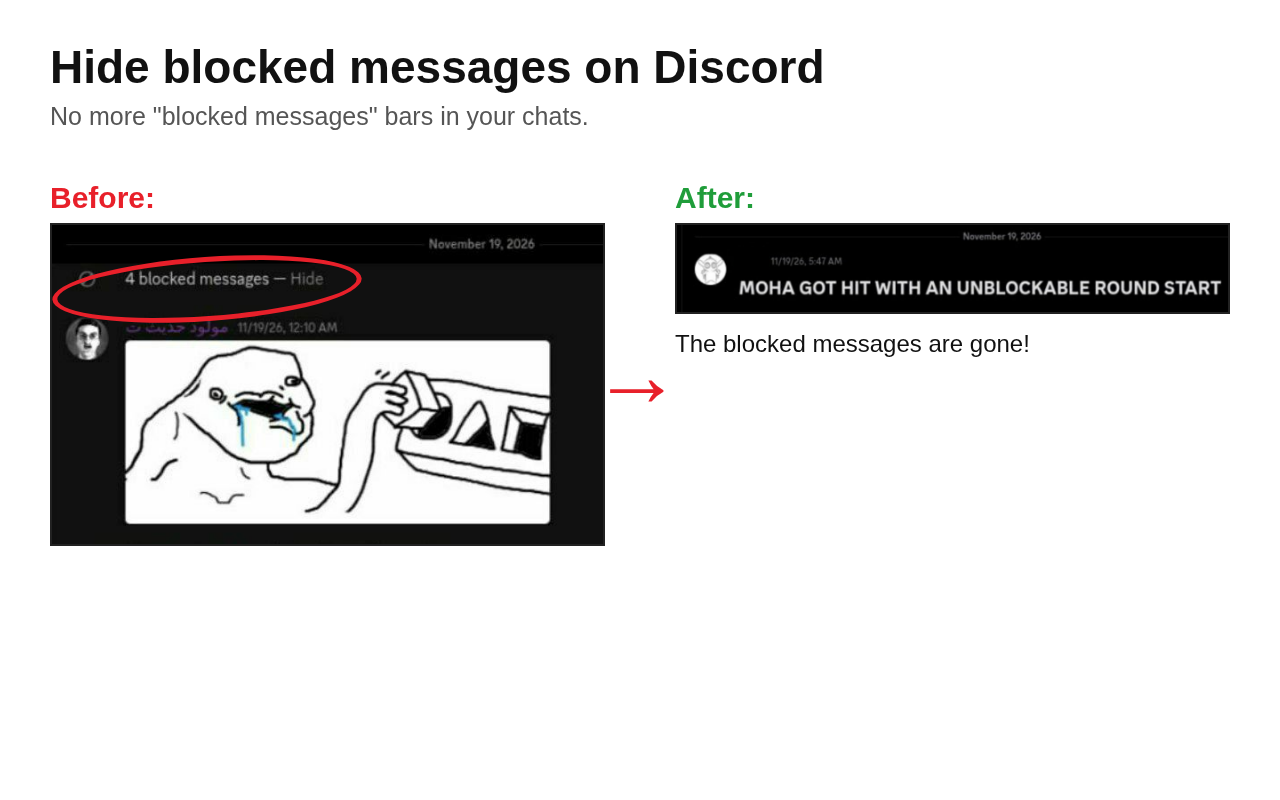 Hide blocked messages on Discord
No more "blocked messages" bars in your chats.
Before:
November 19, 2026
4 blocked messages — Hide
مولود حديث ت 11/19/26, 12:10 AM
After:
November 19, 2026
11/19/26, 5:47 AM
MOHA GOT HIT WITH AN UNBLOCKABLE ROUND START
The blocked messages are gone!